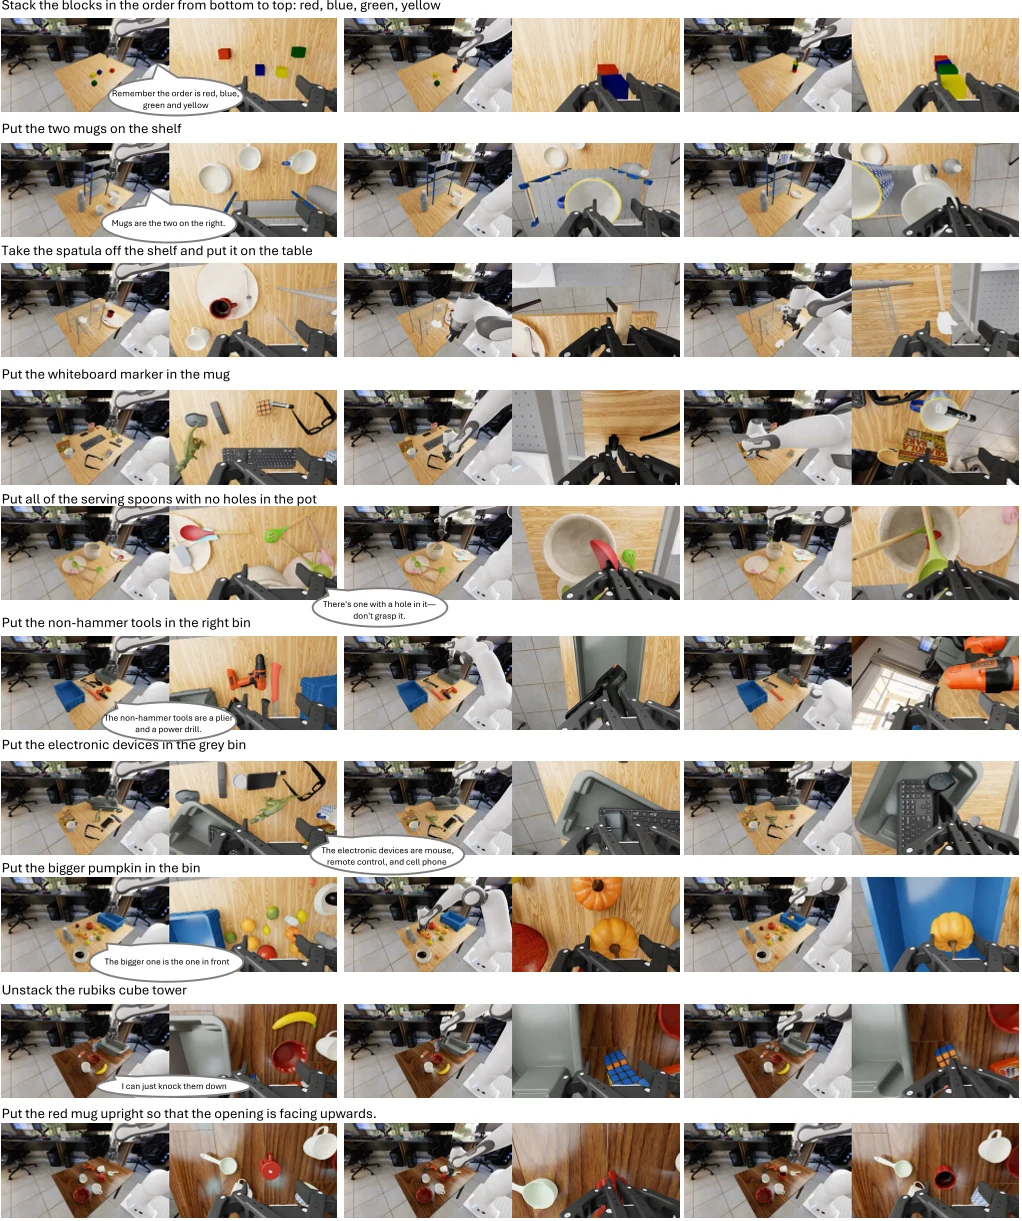 Stack the blocks in the order from bottom to top: red, blue, green, yellow
Remember the order is red, blue,
green and yellow
Put the two mugs on the shelf
Mugs are the two on the right.
Take the spatula off the shelf and put it on the table
Put the whiteboard marker in the mug
Put all of the serving spoons with no holes in the pot
There's one with a hole in it—
don't grasp it.
Put the non-hammer tools in the right bin
The non-hammer tools are a plier
and a power drill.
Put the electronic devices in the grey bin
The electronic devices are mouse,
remote control, and cell phone
Put the bigger pumpkin in the bin
The bigger one is the one in front
Unstack the rubiks cube tower
I can just knock them down
Put the red mug upright so that the opening is facing upwards.